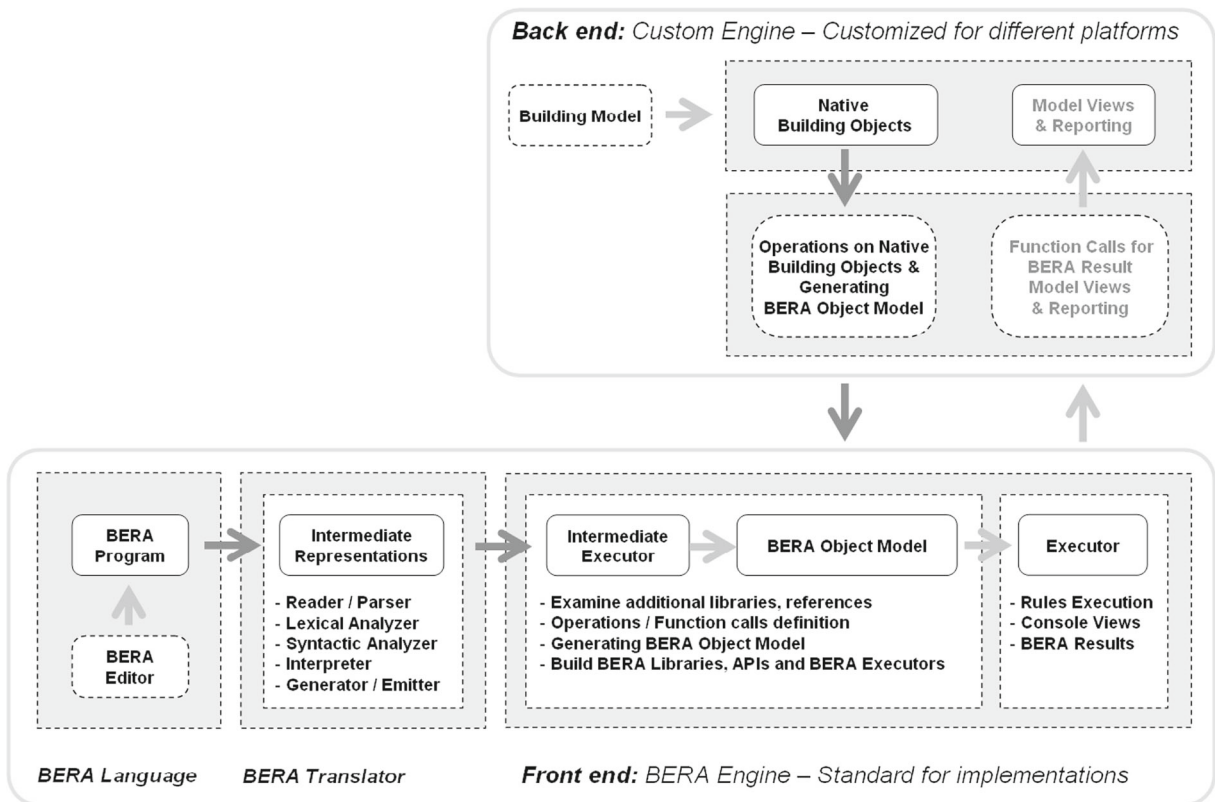 Back end: Custom Engine – Customized for different platforms
Building Model
Native
Building Objects
Model Views
& Reporting
Operations on Native
Building Objects &
Generating
BERA Object Model
Function Calls for
BERA Result
Model Views
& Reporting
BERA
Program
BERA
Editor
BERA Language
Intermediate
Representations
- Reader / Parser
- Lexical Analyzer
- Syntactic Analyzer
- Interpreter
- Generator / Emitter
BERA Translator
Intermediate
Executor
BERA Object Model
- Examine additional libraries, references
- Operations / Function calls definition
- Generating BERA Object Model
- Build BERA Libraries, APIs and BERA Executors
Executor
- Rules Execution
- Console Views
- BERA Results
Front end: BERA Engine – Standard for implementations